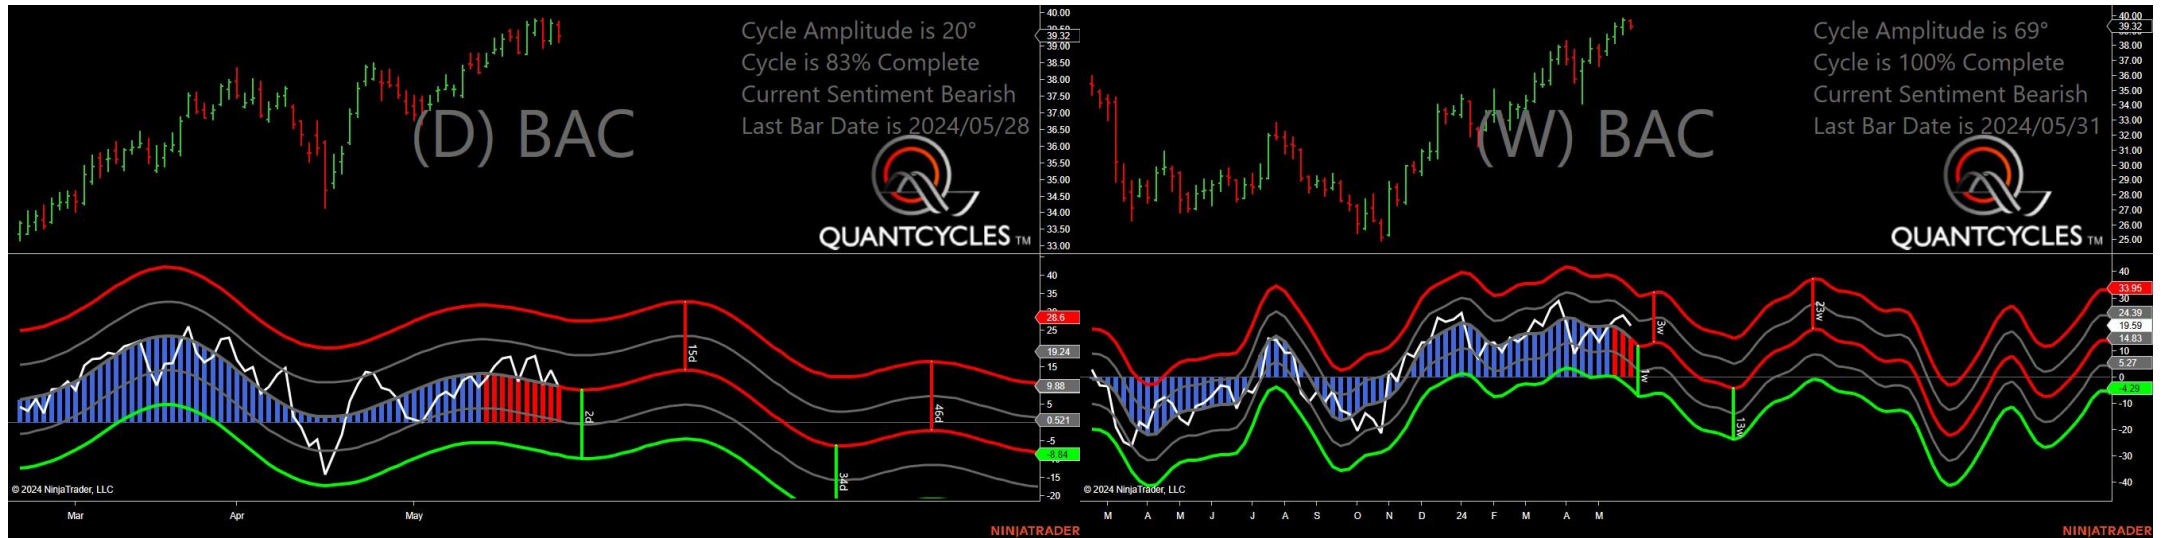 Cycle Amplitude is 20°
Cycle is 83% Complete
Current Sentiment Bearish
Last Bar Date is 2024/05/28
(D) BAC
QUANTCYCLES TM
40.00
39.32
39.00
38.50
38.00
37.50
37.00
36.50
36.00
35.50
35.00
34.50
34.00
33.50
33.00
40
35
28.6
25
19.24
15
9.88
5
0.521
-5
-8.84
-15
-20
15d
2d
46d
34d
© 2024 NinjaTrader, LLC
Mar Apr May
NINJATRADER
Cycle Amplitude is 69°
Cycle is 100% Complete
Current Sentiment Bearish
Last Bar Date is 2024/05/31
(W) BAC
QUANTCYCLES TM
40.00
39.32
38.00
37.00
36.00
35.00
34.00
33.00
32.00
31.00
30.00
29.00
28.00
27.00
26.00
25.00
40
33.95
30
24.39
19.59
14.83
10
5.27
0
-4.29
-10
-20
-30
-40
3w
23w
1w
13w
© 2024 NinjaTrader, LLC
M A M J J A S O N D 24 F M A M
NINJATRADER